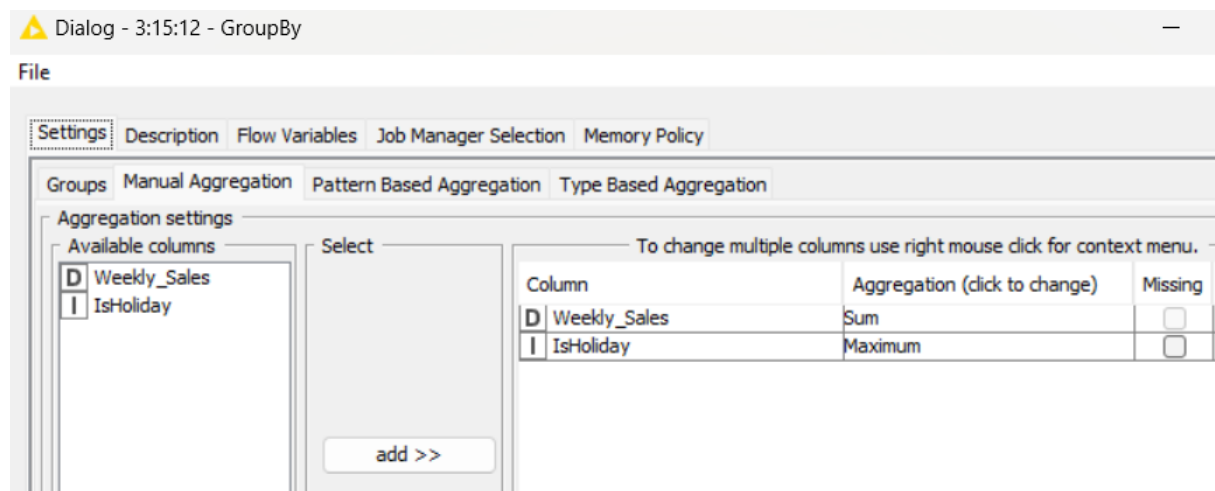 Dialog - 3:15:12 - GroupBy
File
Settings Description Flow Variables Job Manager Selection Memory Policy
Groups Manual Aggregation Pattern Based Aggregation Type Based Aggregation
Aggregation settings
Available columns Select To change multiple columns use right mouse click for context menu.
D Weekly_Sales
I IsHoliday
Column Aggregation (click to change) Missing
D Weekly_Sales Sum
I IsHoliday Maximum
add >>